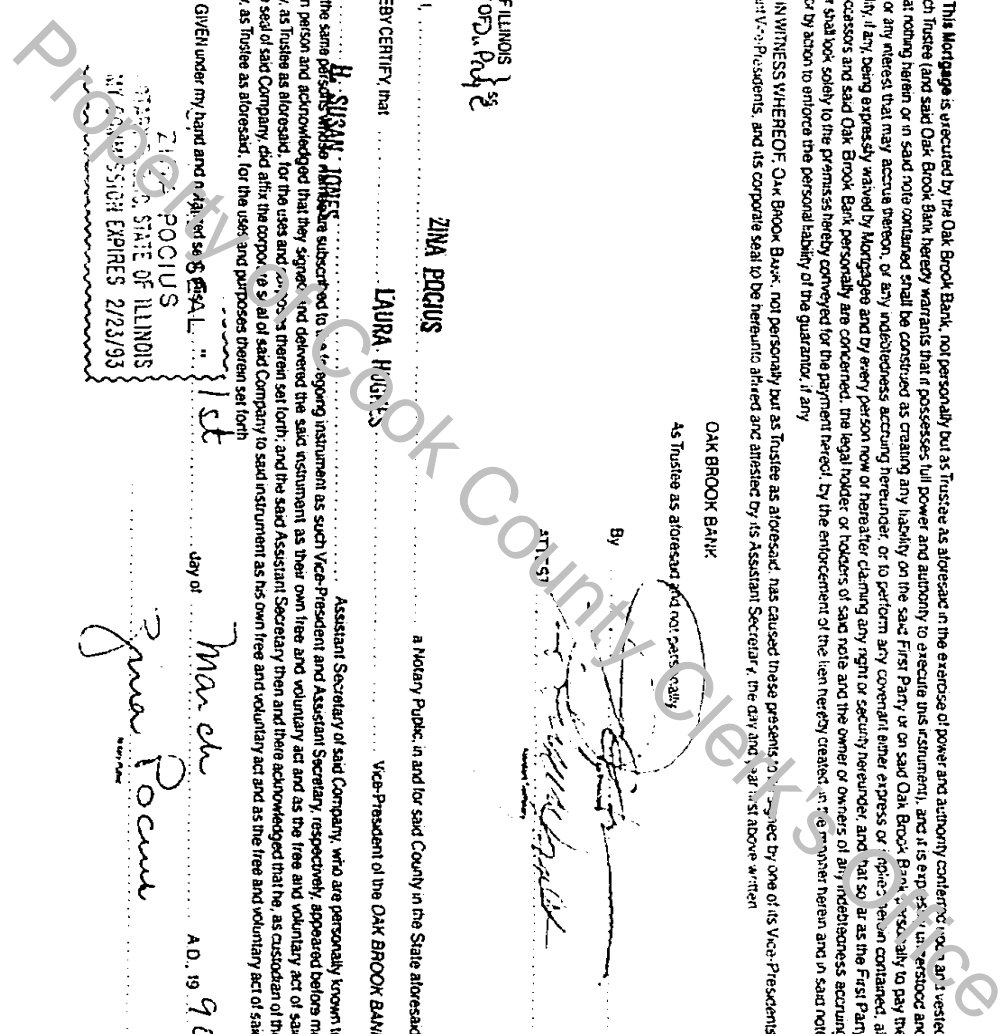 This Mortgage is executed by the Oak Brook Bank, not personally but as Trustee as aforesaid in the exercise of power and authority conferred upon and vested
ch Trustee (and said Oak Brook Bank hereby warrants that it possesses full power and authority to execute this instrument), and it is expressly understood and
at nothing herein or in said note contained shall be construed as creating any liability on the said First Party or on said Oak Brook Bank personally to pay the
or any interest that may accrue thereon, or any indebtedness accruing hereunder, or to perform any covenant either express or implied herein contained, al
ity, if any, being expressly waived by Mortgagee and by every person now or hereafter claiming any right or security hereunder, and that so far as the First Party
ccessors and said Oak Brook Bank personally are concerned, the legal holder or holders of said note and the owner or owners of any indebtedness accruing
r shall look solely to the premises hereby conveyed for the payment hereof, by the enforcement of the lien hereby created, in the manner herein and in said note
or by action to enforce the personal liability of the guarantor, if any
IN WITNESS WHEREOF, OAK BROOK BANK, not personally but as Trustee as aforesaid, has caused these presents to be signed by one of its Vice-Presidents
nt Vice-Presidents, and its corporate seal to be hereunto affixed and attested by its Assistant Secretary, the day and year first above written
OAK BROOK BANK
As Trustee as aforesaid and not personally
By
ATTEST
F ILLINOIS } ss
OF DuPage
I, ZINA POCIUS a Notary Public, in and for said County in the State aforesaid
EBY CERTIFY, that LAURA HUGHES Vice-President of the OAK BROOK BANK
H. SUSAN JONES Assistant Secretary of said Company, who are personally known t
the same persons whose names are subscribed to the foregoing instrument as such Vice-President and Assistant Secretary, respectively, appeared before m
n person and acknowledged that they signed and delivered the said instrument as their own free and voluntary act and as the free and voluntary act of sai
y, as Trustee as aforesaid, for the uses and purposes therein set forth; and the said Assistant Secretary then and there acknowledged that he, as custodian of th
e seal of said Company, did affix the corporate seal of said Company to said instrument as his own free and voluntary act and as the free and voluntary act of sai
y, as Trustee as aforesaid, for the uses and purposes therein set forth
GIVEN under my hand and notarized seal, this 1st day of March A.D., 19 9
SEAL "
ZINA POCIUS
STATE OF ILLINOIS
MY COMMISSION EXPIRES 2/23/93
Zina Pocius
Property of Cook County Clerk's Office